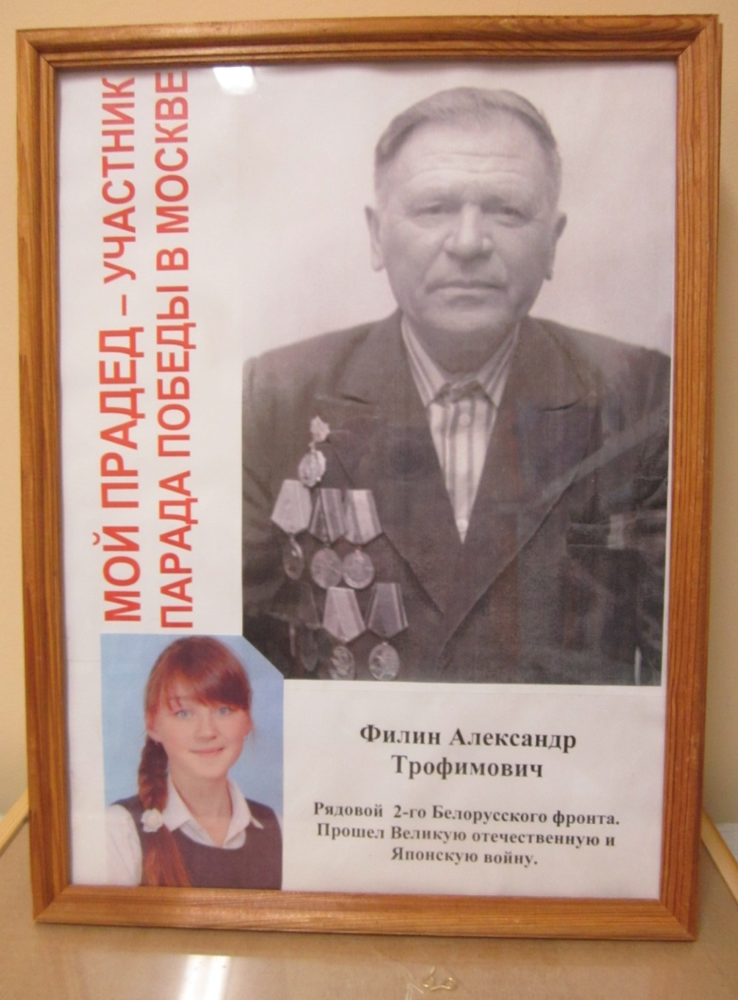 МОЙ ПРАДЕД – УЧАСТНИК
ПАРАДА ПОБЕДЫ В МОСКВЕ
Филин Александр
Трофимович
Рядовой 2-го Белорусского фронта.
Прошел Великую отечественную и
Японскую войну.